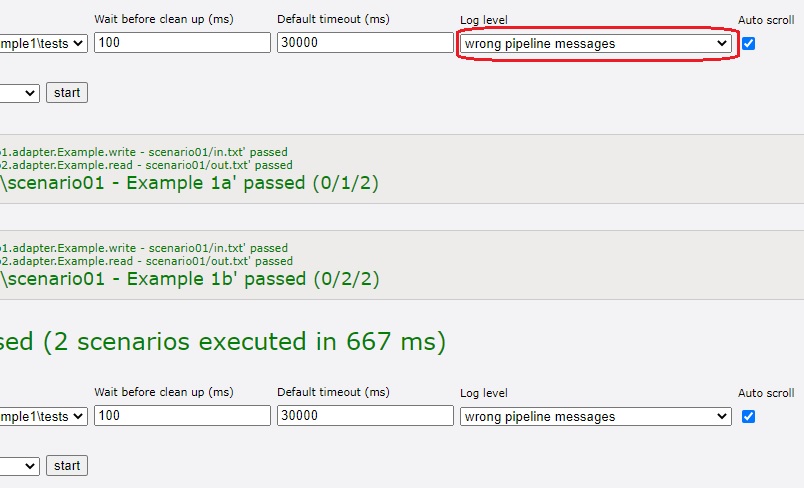 Wait before clean up (ms) Default timeout (ms) Log level Auto scroll
mple1\tests 100 30000 wrong pipeline messages
start
o1.adapter.Example.write - scenario01/in.txt' passed
o2.adapter.Example.read - scenario01/out.txt' passed
\scenario01 - Example 1a' passed (0/1/2)
o1.adapter.Example.write - scenario01/in.txt' passed
o2.adapter.Example.read - scenario01/out.txt' passed
\scenario01 - Example 1b' passed (0/2/2)
sed (2 scenarios executed in 667 ms)
Wait before clean up (ms) Default timeout (ms) Log level Auto scroll
mple1\tests 100 30000 wrong pipeline messages
start